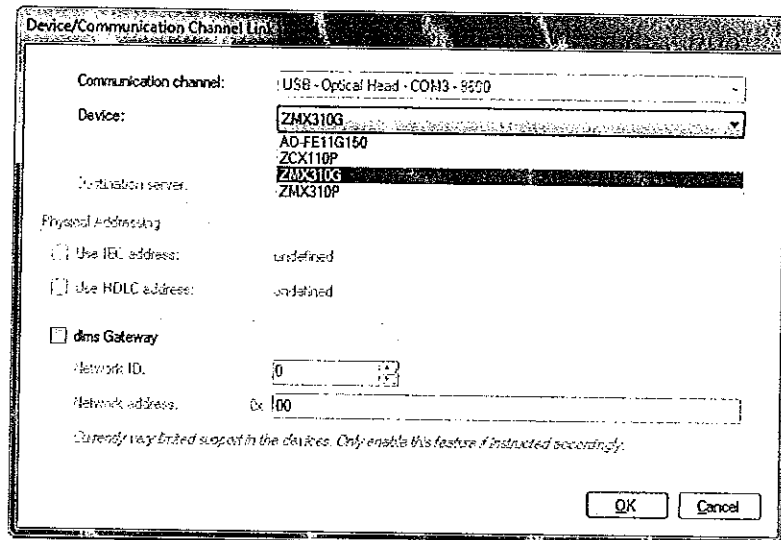 Device/Communication Channel Link
Communication channel: USB - Optical Head - COM3 - 9600
Device: ZMX310G
AD-FE11G150
ZCX110P
ZMX310G
ZMX310P
Destination server:
Physical Addressing
Use IEC address: undefined
Use HDLC address: undefined
dlms Gateway
Network ID: 0
Network address: 0x 00
Currently very limited support in the devices. Only enable this feature if instructed accordingly.
OK Cancel